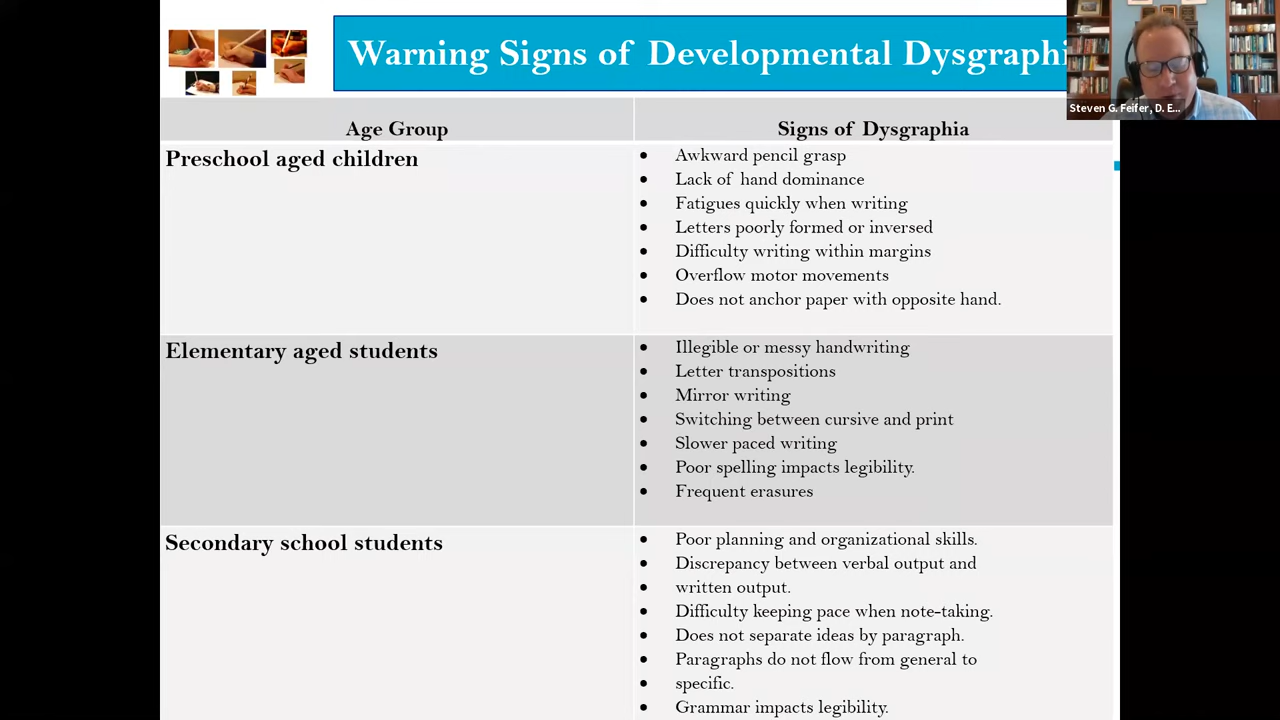 Warning Signs of Developmental Dysgraphi
Steven G. Feifer, D. E...
Age Group
Signs of Dysgraphia
Preschool aged children
• Awkward pencil grasp
• Lack of hand dominance
• Fatigues quickly when writing
• Letters poorly formed or inversed
• Difficulty writing within margins
• Overflow motor movements
• Does not anchor paper with opposite hand.
Elementary aged students
• Illegible or messy handwriting
• Letter transpositions
• Mirror writing
• Switching between cursive and print
• Slower paced writing
• Poor spelling impacts legibility.
• Frequent erasures
Secondary school students
• Poor planning and organizational skills.
• Discrepancy between verbal output and
• written output.
• Difficulty keeping pace when note-taking.
• Does not separate ideas by paragraph.
• Paragraphs do not flow from general to
• specific.
• Grammar impacts legibility.